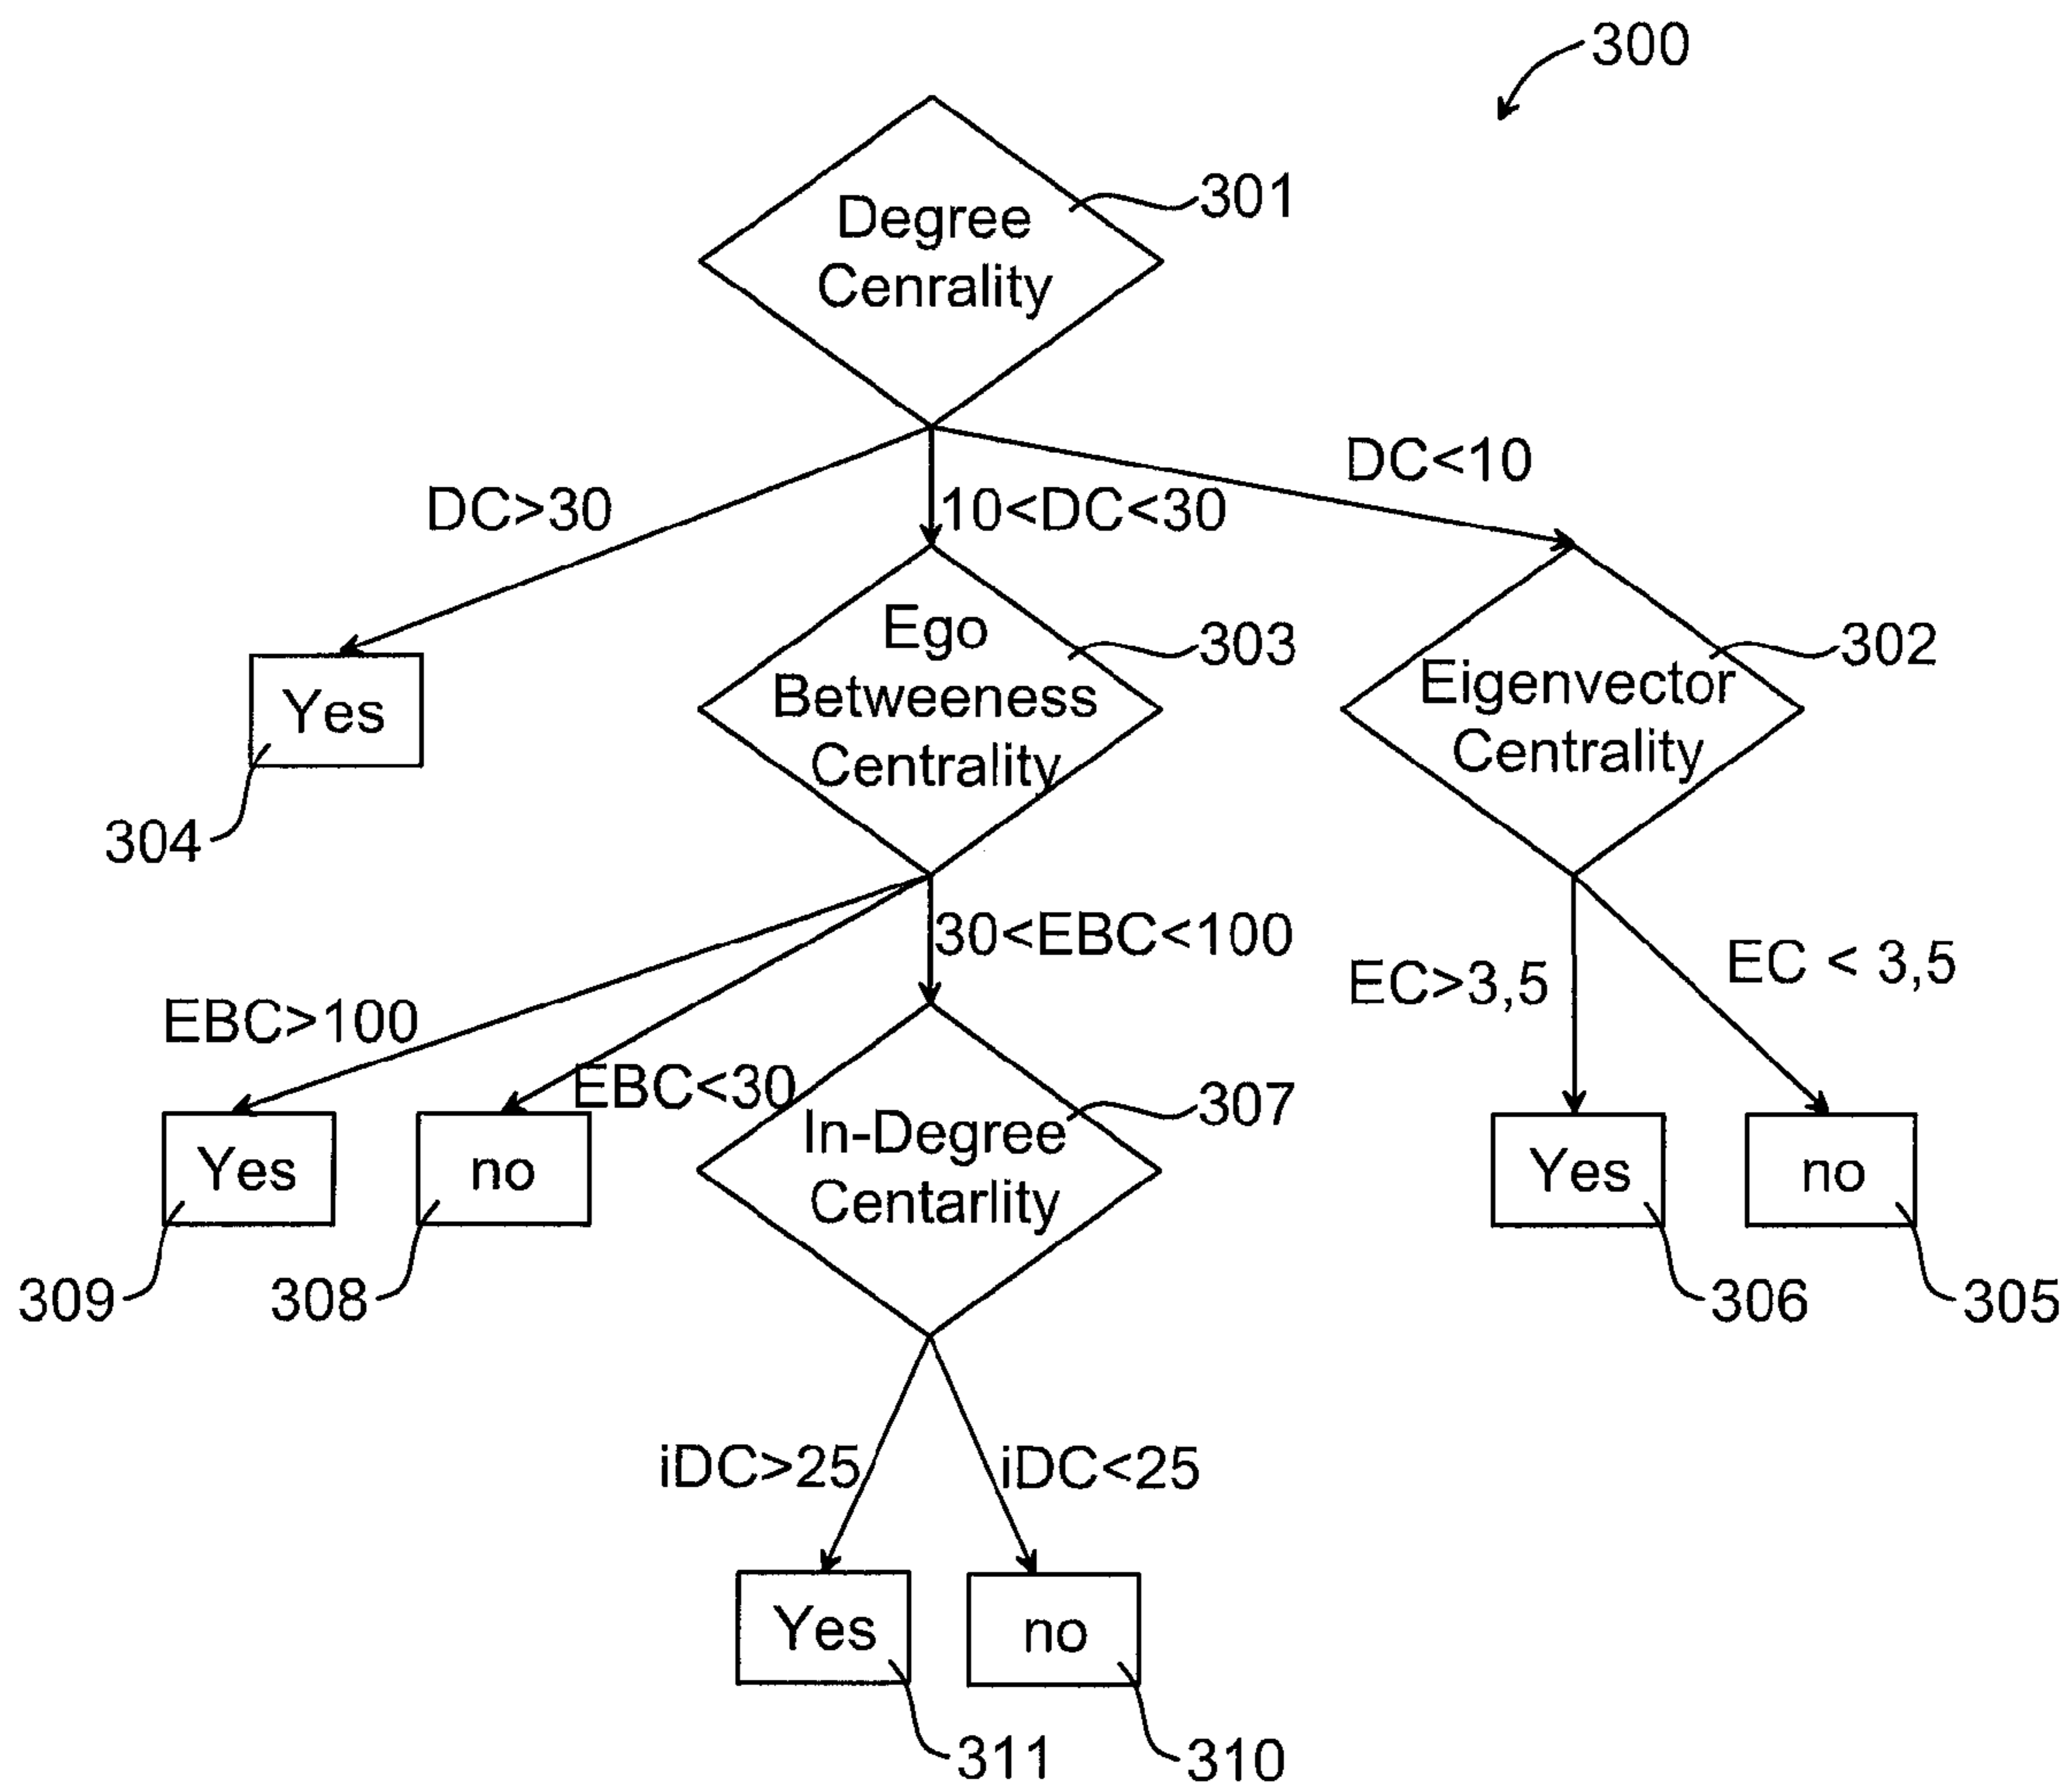 300
301
Degree
Cenrality
DC<10
DC>30
10<DC<30
Ego
Betweeness
Centrality
303
302
Eigenvector
Centrality
Yes
304
30<EBC<100
EC>3,5
EC < 3,5
EBC>100
EBC<30
307
In-Degree
Centarlity
Yes
no
Yes
no
309
308
306
305
iDC>25
iDC<25
Yes
no
311
310